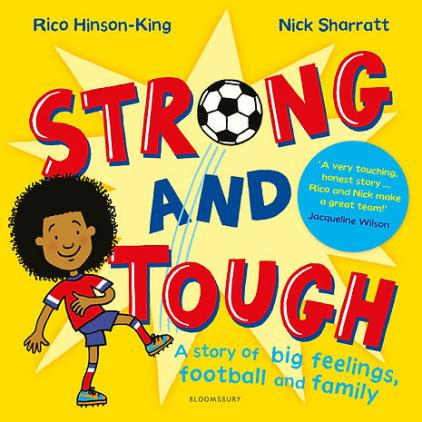 Rico Hinson-King Nick Sharratt
STRONG
AND
TOUGH
'A very touching,
honest story ...
Rico and Nick make
a great team!'
Jacqueline Wilson
A story of big feelings,
football and family
BLOOMSBURY